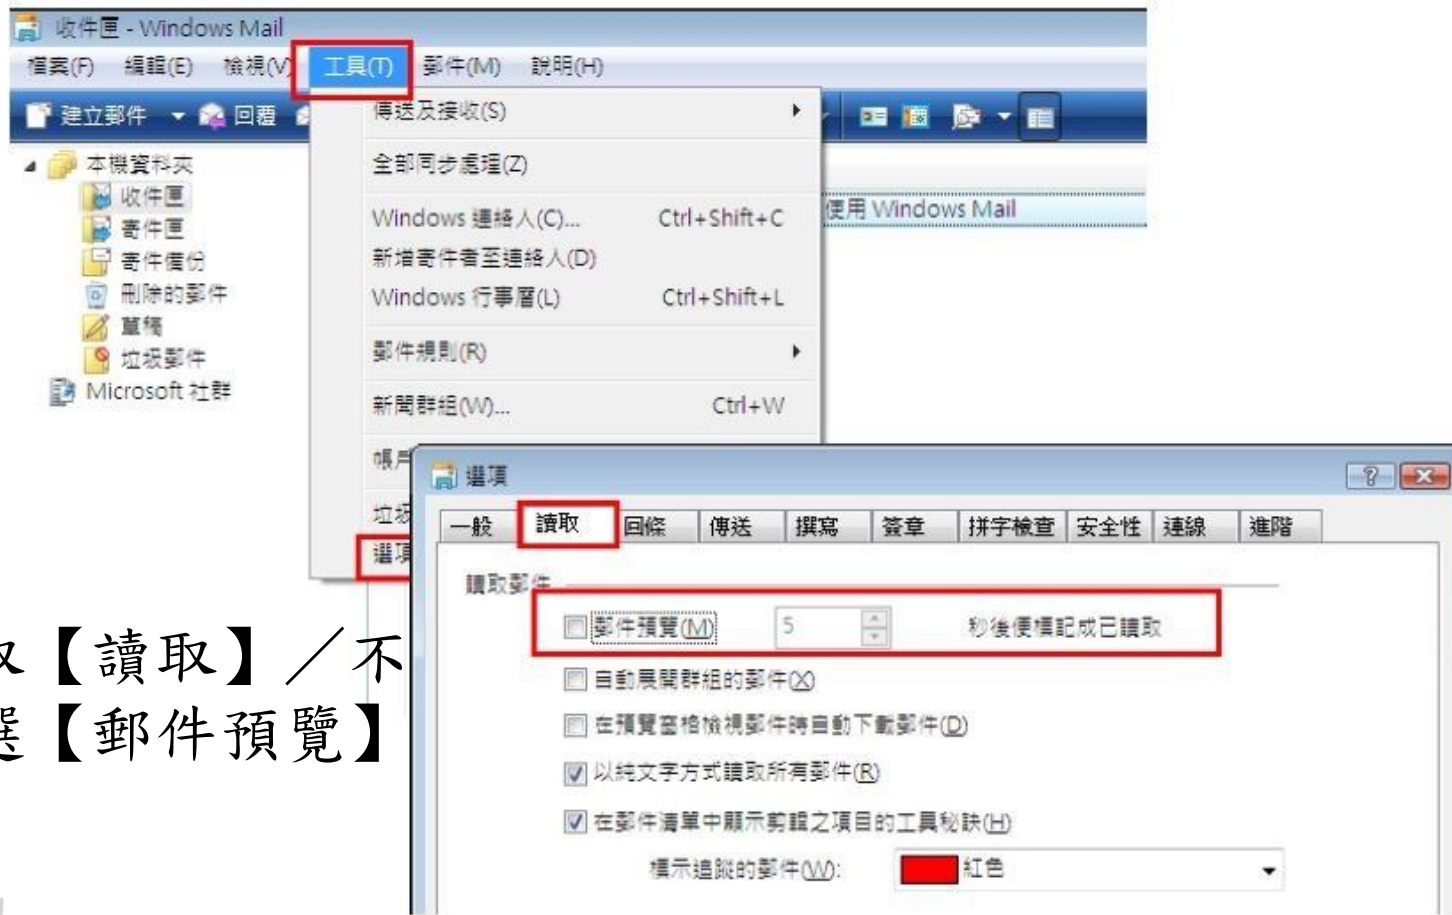 收件匣 - Windows Mail
檔案(F) 編輯(E) 檢視(V) 工具(T) 郵件(M) 說明(H)
建立郵件 回覆
傳送及接收(S)
全部同步處理(Z)
Windows 連絡人(C)... Ctrl+Shift+C
新增寄件者至連絡人(D)
Windows 行事曆(L) Ctrl+Shift+L
郵件規則(R)
新聞群組(W)... Ctrl+W
帳戶
垃圾
選項
本機資料夾
收件匣
寄件匣
寄件備份
刪除的郵件
草稿
垃圾郵件
Microsoft 社群
使用 Windows Mail
選項
一般 讀取 回條 傳送 撰寫 簽章 拼字檢查 安全性 連線 進階
讀取郵件
郵件預覽(M) 5 秒後便標記成已讀取
自動展開群組的郵件(X)
在預覽窗格檢視郵件時自動下載郵件(D)
以純文字方式讀取所有郵件(R)
在郵件清單中顯示剪輯之項目的工具秘訣(H)
標示追蹤的郵件(W): 紅色
取【讀取】／不
選【郵件預覽】